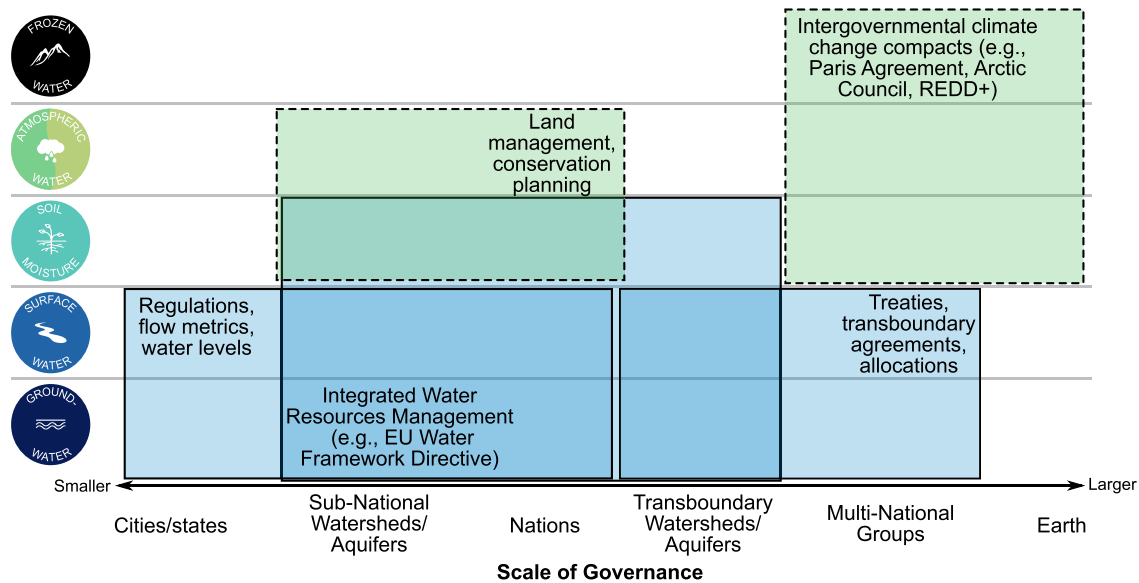 FROZEN
WATER
Intergovernmental climate
change compacts (e.g.,
Paris Agreement, Arctic
Council, REDD+)
ATMOSPHERIC
WATER
Land
management,
conservation
planning
SOIL
MOISTURE
SURFACE
WATER
Regulations,
flow metrics,
water levels
Treaties,
transboundary
agreements,
allocations
GROUND-
WATER
Integrated Water
Resources Management
(e.g., EU Water
Framework Directive)
Smaller
Larger
Cities/states
Sub-National
Watersheds/
Aquifers
Nations
Transboundary
Watersheds/
Aquifers
Multi-National
Groups
Earth
Scale of Governance